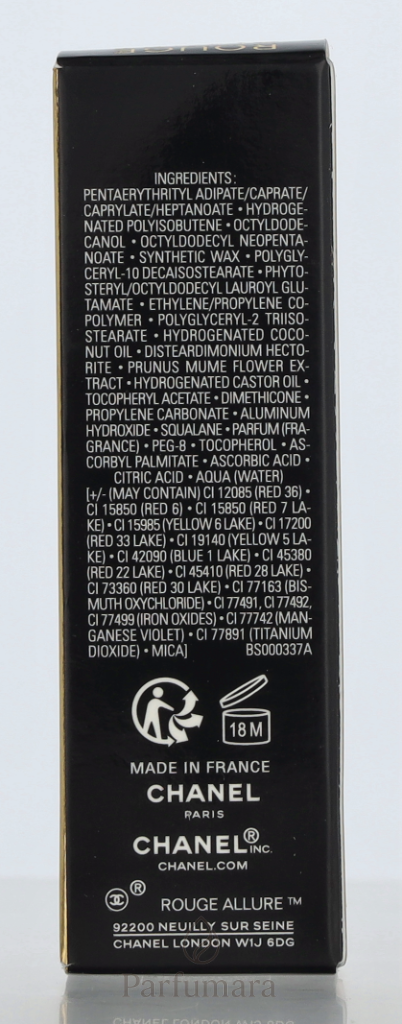 ROUGE
INGREDIENTS:
PENTAERYTHRITYL ADIPATE/CAPRATE/
CAPRYLATE/HEPTANOATE • HYDROGE-
NATED POLYISOBUTENE • OCTYLDODE-
CANOL • OCTYLDODECYL NEOPENTA-
NOATE • SYNTHETIC WAX • POLYGLY-
CERYL-10 DECAISOSTEARATE • PHYTO-
STERYL/OCTYLDODECYL LAUROYL GLU-
TAMATE • ETHYLENE/PROPYLENE CO-
POLYMER • POLYGLYCERYL-2 TRIISO-
STEARATE • HYDROGENATED COCO-
NUT OIL • DISTEARDIMONIUM HECTO-
RITE • PRUNUS MUME FLOWER EX-
TRACT • HYDROGENATED CASTOR OIL •
TOCOPHERYL ACETATE • DIMETHICONE •
PROPYLENE CARBONATE • ALUMINUM
HYDROXIDE • SQUALANE • PARFUM (FRA-
GRANCE) • PEG-8 • TOCOPHEROL • AS-
CORBYL PALMITATE • ASCORBIC ACID •
CITRIC ACID • AQUA (WATER)
[+/- (MAY CONTAIN) CI 12085 (RED 36) •
CI 15850 (RED 6) • CI 15850 (RED 7 LA-
KE) • CI 15985 (YELLOW 6 LAKE) • CI 17200
(RED 33 LAKE) • CI 19140 (YELLOW 5 LA-
KE) • CI 42090 (BLUE 1 LAKE) • CI 45380
(RED 22 LAKE) • CI 45410 (RED 28 LAKE) •
CI 73360 (RED 30 LAKE) • CI 77163 (BIS-
MUTH OXYCHLORIDE) • CI 77491, CI 77492,
CI 77499 (IRON OXIDES) • CI 77742 (MAN-
GANESE VIOLET) • CI 77891 (TITANIUM
DIOXIDE) • MICA] BS000337A
18 M
MADE IN FRANCE
CHANEL
PARIS
CHANEL® INC.
CHANEL.COM
® ROUGE ALLURE ™
92200 NEUILLY SUR SEINE
CHANEL LONDON W1J 6DG
Parfumara